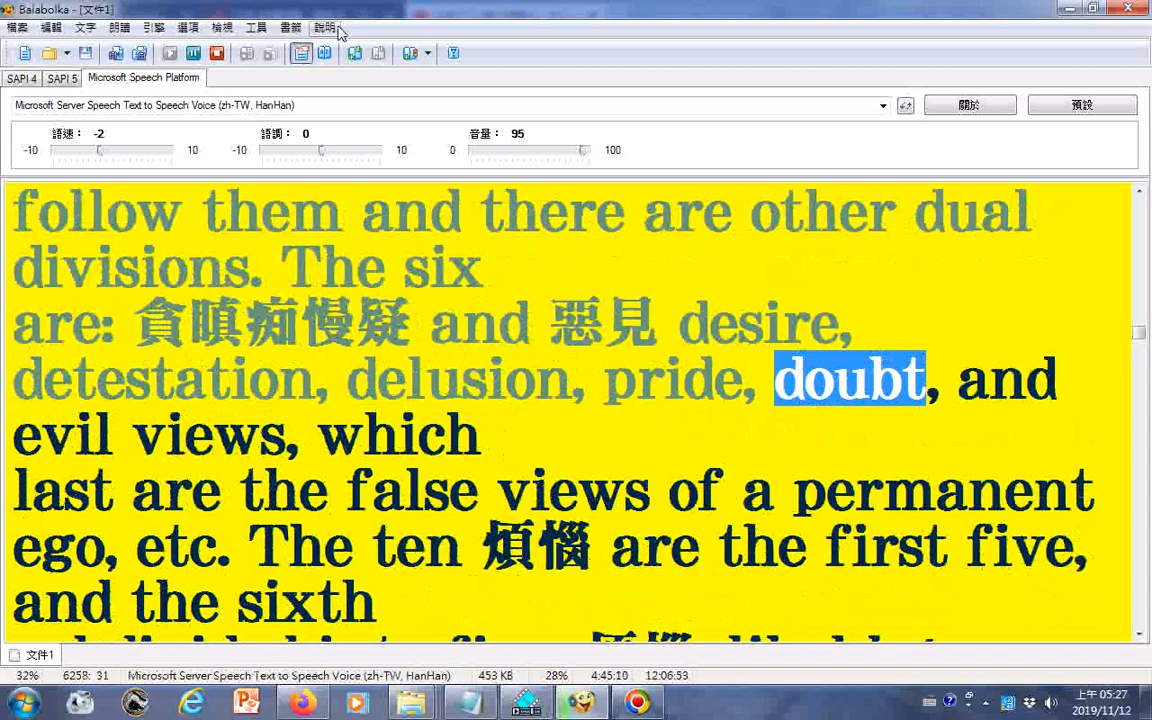 Balabolka - [文件1]
檔案 編輯 文字 朗讀 引擎 選項 檢視 工具 書籤 說明
SAPI 4 SAPI 5 Microsoft Speech Platform
Microsoft Server Speech Text to Speech Voice (zh-TW, HanHan) 關於 預設
語速： -2 語調： 0 音量： 95
-10 10 -10 10 0 100
follow them and there are other dual
divisions. The six
are: 貪嗔痴慢疑 and 惡見 desire,
detestation, delusion, pride, doubt, and
evil views, which
last are the false views of a permanent
ego, etc. The ten 煩惱 are the first five,
and the sixth
文件1
32% 6258: 31 Microsoft Server Speech Text to Speech Voice (zh-TW, HanHan) 453 KB 28% 4:45:10 12:06:53
上午 05:27
2019/11/12